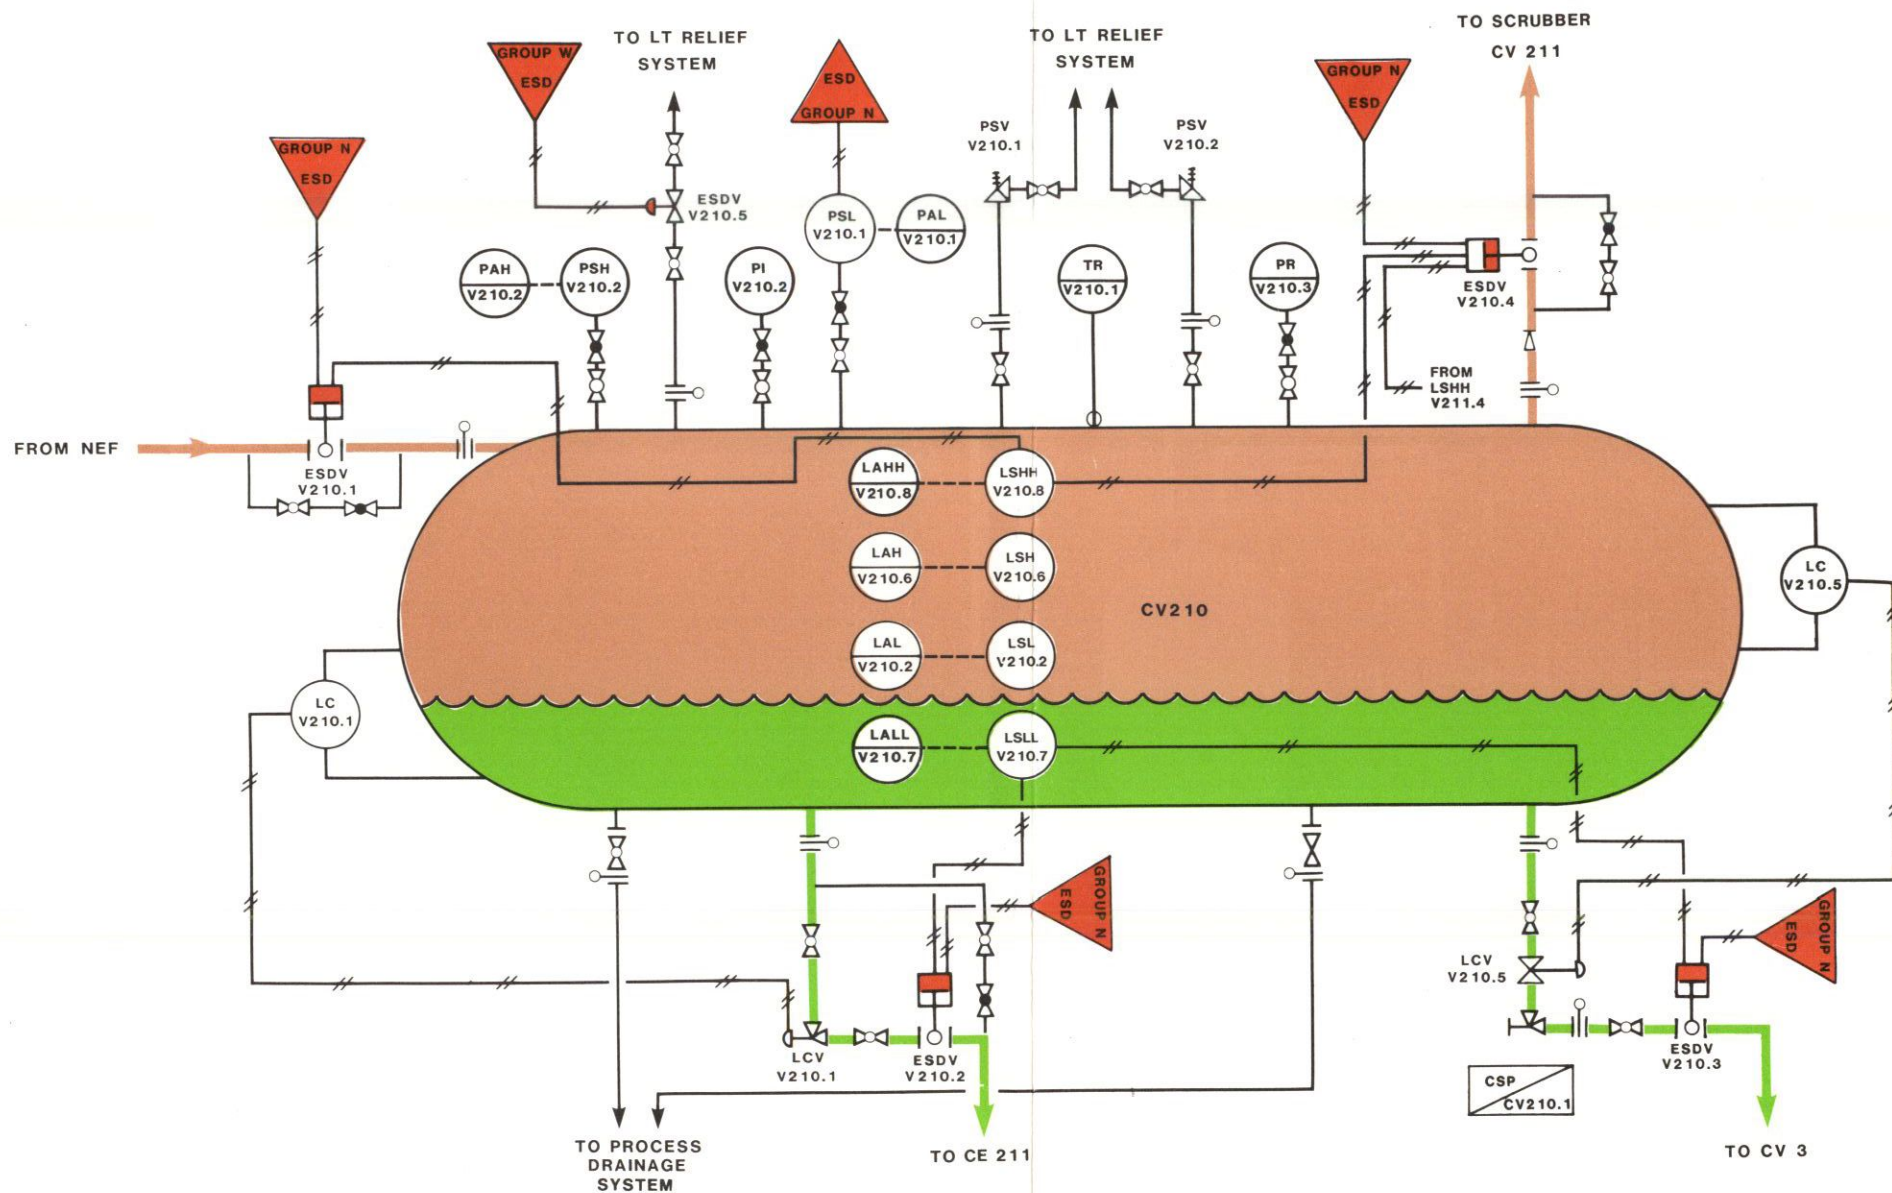 TO SCRUBBER
CV 211
TO LT RELIEF
SYSTEM
TO LT RELIEF
SYSTEM
GROUP W
ESD
ESD
GROUP N
GROUP N
ESD
GROUP N
ESD
PSV
V210.1
PSV
V210.2
ESDV
V210.5
PSL
V210.1
PAL
V210.1
PAH
V210.2
PSH
V210.2
PI
V210.2
TR
V210.1
PR
V210.3
ESDV
V210.4
FROM
LSHH
V211.4
FROM NEF
ESDV
V210.1
LAHH
V210.8
LSHH
V210.8
LAH
V210.6
LSH
V210.6
LC
V210.5
CV210
LAL
V210.2
LSL
V210.2
LC
V210.1
LALL
V210.7
LSLL
V210.7
GROUP N
ESD
GROUP N
ESD
LCV
V210.5
LCV
V210.1
ESDV
V210.2
ESDV
V210.3
CSP
CV210.1
TO PROCESS
DRAINAGE
SYSTEM
TO CE 211
TO CV 3